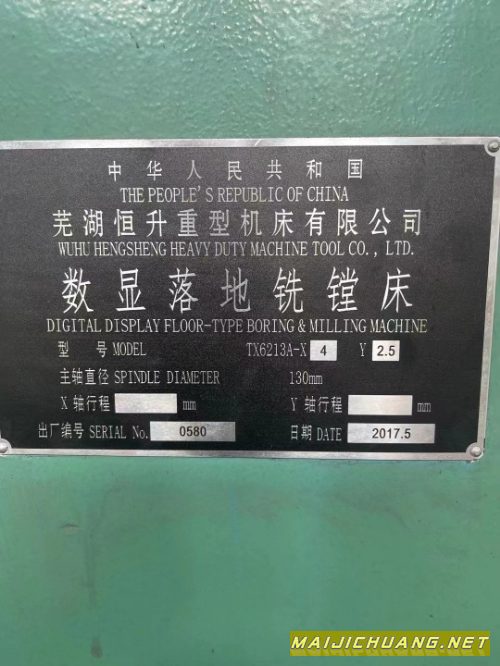 中华人民共和国
THE PEOPLE'S REPUBLIC OF CHINA
芜湖恒升重型机床有限公司
WUHU HENGSHENG HEAVY DUTY MACHINE TOOL CO., LTD.
数显落地铣镗床
DIGITAL DISPLAY FLOOR-TYPE BORING & MILLING MACHINE
型 号 MODEL TX6213A-X 4 Y 2.5
主轴直径 SPINDLE DIAMETER 130mm
X 轴行程 mm Y 轴行程 mm
出厂编号 SERIAL No. 0580 日期 DATE 2017.5
MAIJICHUANG.NET